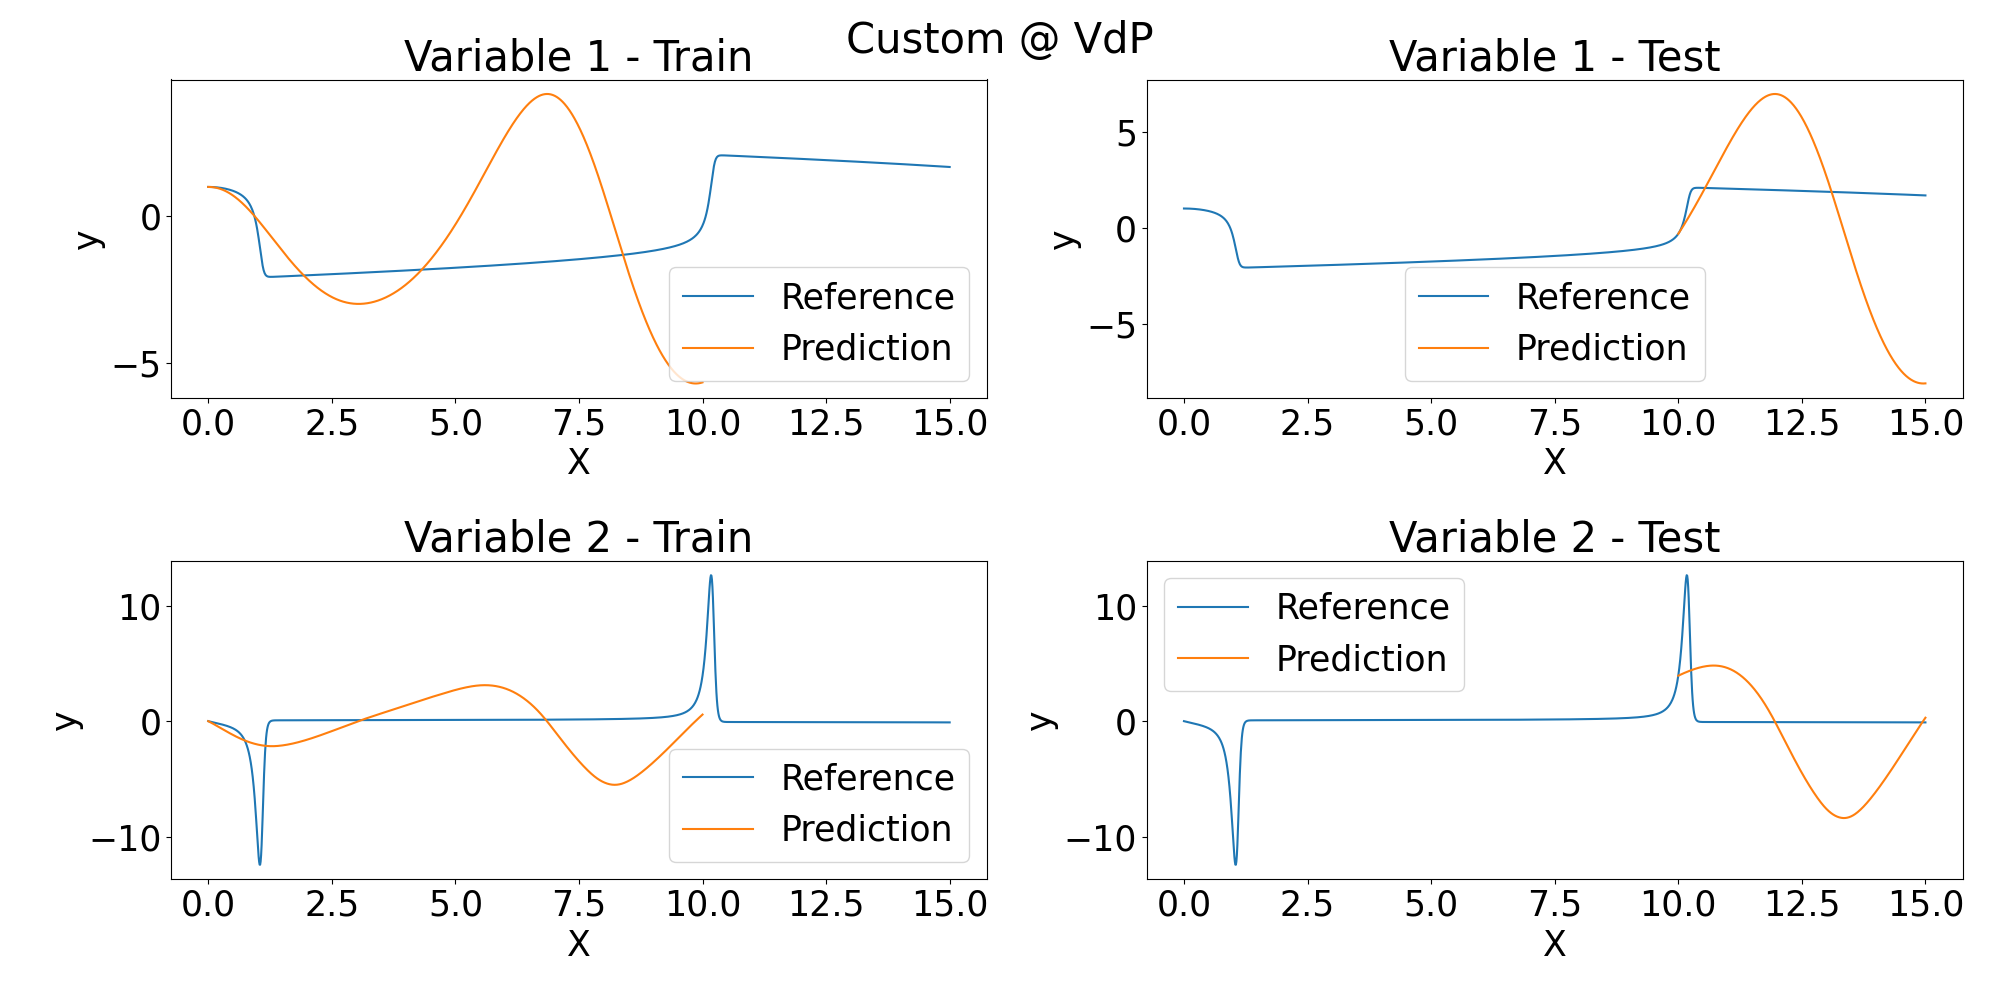 Custom @ VdP
Variable 1 - Train
y
0
−5
0.0 2.5 5.0 7.5 10.0 12.5 15.0
X
Reference
Prediction
Variable 1 - Test
y
5
0
−5
0.0 2.5 5.0 7.5 10.0 12.5 15.0
X
Reference
Prediction
Variable 2 - Train
y
10
0
−10
0.0 2.5 5.0 7.5 10.0 12.5 15.0
X
Reference
Prediction
Variable 2 - Test
y
10
0
−10
0.0 2.5 5.0 7.5 10.0 12.5 15.0
X
Reference
Prediction